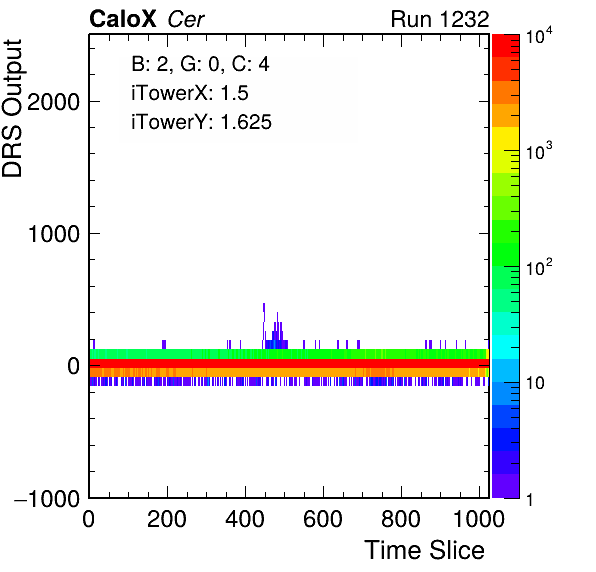 CaloX Cer Run 1232
B: 2, G: 0, C: 4
iTowerX: 1.5
iTowerY: 1.625
DRS Output
2000
1000
0
−1000
0 200 400 600 800 1000
Time Slice
10^4
10^3
10^2
10
1